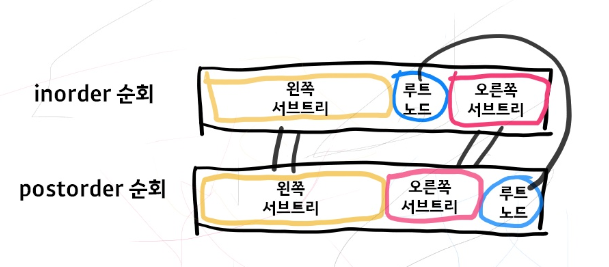 inorder 순회
왼쪽
서브트리
루트
노드
오른쪽
서브트리
postorder 순회
왼쪽
서브트리
오른쪽
서브트리
루트
노드